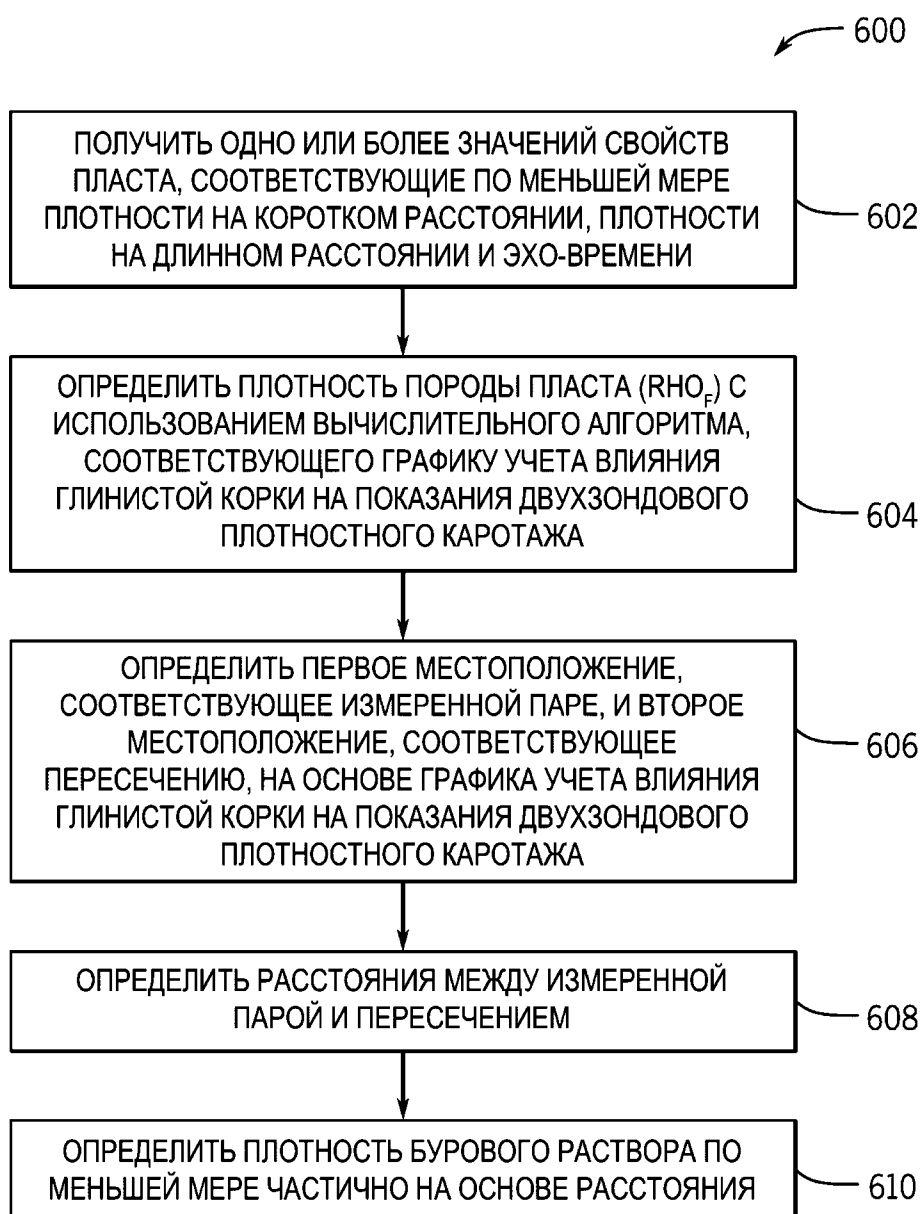 600
ПОЛУЧИТЬ ОДНО ИЛИ БОЛЕЕ ЗНАЧЕНИЙ СВОЙСТВ
ПЛАСТА, СООТВЕТСТВУЮЩИЕ ПО МЕНЬШЕЙ МЕРЕ
ПЛОТНОСТИ НА КОРОТКОМ РАССТОЯНИИ, ПЛОТНОСТИ
НА ДЛИННОМ РАССТОЯНИИ И ЭХО-ВРЕМЕНИ
602
ОПРЕДЕЛИТЬ ПЛОТНОСТЬ ПОРОДЫ ПЛАСТА (RHOF) С
ИСПОЛЬЗОВАНИЕМ ВЫЧИСЛИТЕЛЬНОГО АЛГОРИТМА,
СООТВЕТСТВУЮЩЕГО ГРАФИКУ УЧЕТА ВЛИЯНИЯ
ГЛИНИСТОЙ КОРКИ НА ПОКАЗАНИЯ ДВУХЗОНДОВОГО
ПЛОТНОСТНОГО КАРОТАЖА
604
ОПРЕДЕЛИТЬ ПЕРВОЕ МЕСТОПОЛОЖЕНИЕ,
СООТВЕТСТВУЮЩЕЕ ИЗМЕРЕННОЙ ПАРЕ, И ВТОРОЕ
МЕСТОПОЛОЖЕНИЕ, СООТВЕТСТВУЮЩЕЕ
ПЕРЕСЕЧЕНИЮ, НА ОСНОВЕ ГРАФИКА УЧЕТА ВЛИЯНИЯ
ГЛИНИСТОЙ КОРКИ НА ПОКАЗАНИЯ ДВУХЗОНДОВОГО
ПЛОТНОСТНОГО КАРОТАЖА
606
ОПРЕДЕЛИТЬ РАССТОЯНИЯ МЕЖДУ ИЗМЕРЕННОЙ
ПАРОЙ И ПЕРЕСЕЧЕНИЕМ
608
ОПРЕДЕЛИТЬ ПЛОТНОСТЬ БУРОВОГО РАСТВОРА ПО
МЕНЬШЕЙ МЕРЕ ЧАСТИЧНО НА ОСНОВЕ РАССТОЯНИЯ
610